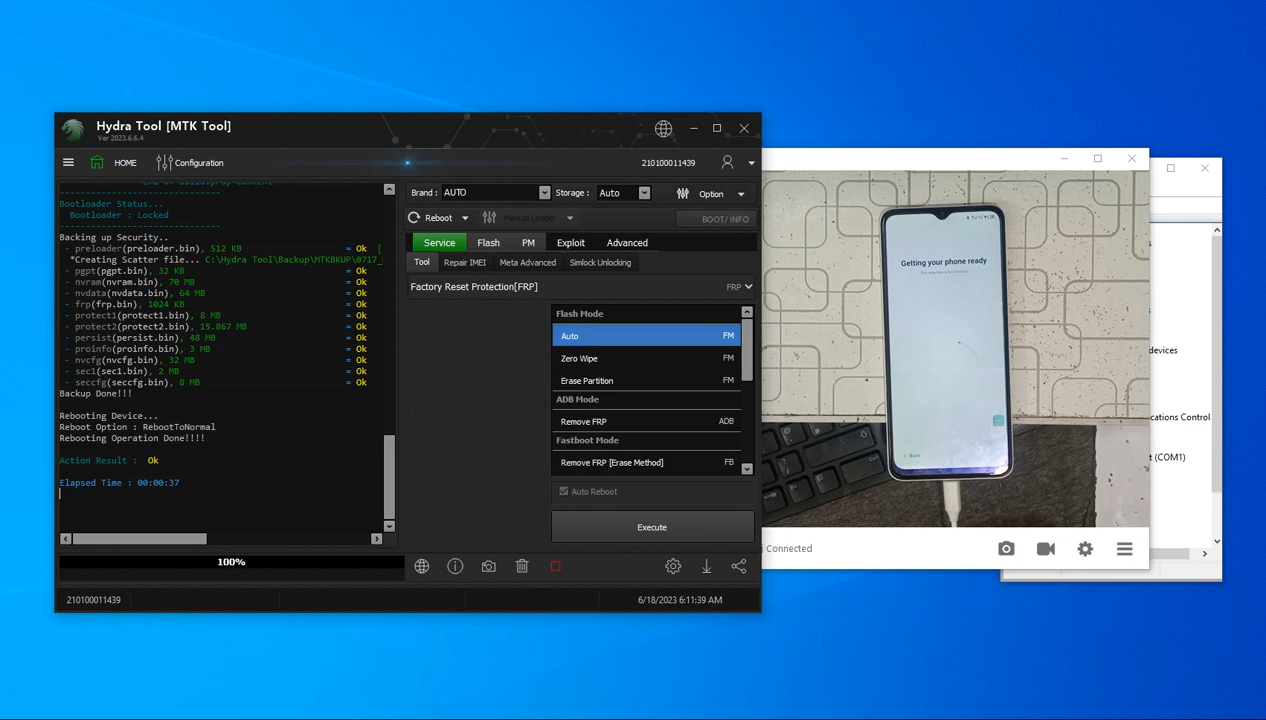 Hydra Tool [MTK Tool]
Ver 2023.6.6.4
HOME
Configuration
210100011439
Bootloader Status...
Bootloader : Locked
Backing up Security..
- preloader(preloader.bin), 512 KB = Ok [
*Creating Scatter file... C:\Hydra Tool\Backup\MTKBKUP\0717_
- pgpt(pgpt.bin), 32 KB = Ok
- nvram(nvram.bin), 70 MB = Ok
- nvdata(nvdata.bin), 64 MB = Ok
- frp(frp.bin), 1024 KB = Ok
- protect1(protect1.bin), 8 MB = Ok
- protect2(protect2.bin), 15.867 MB = Ok
- persist(persist.bin), 48 MB = Ok
- proinfo(proinfo.bin), 3 MB = Ok
- nvcfg(nvcfg.bin), 32 MB = Ok
- sec1(sec1.bin), 2 MB = Ok
- seccfg(seccfg.bin), 8 MB = Ok
Backup Done!!!
Rebooting Device...
Reboot Option : RebootToNormal
Rebooting Operation Done!!!!
Action Result : Ok
Elapsed Time : 00:00:37
100%
Brand : AUTO Storage : Auto Option
Reboot Manual Loader BOOT/ INFO
Service Flash PM Exploit Advanced
Tool Repair IMEI Meta Advanced Simlock Unlocking
Factory Reset Protection[FRP] FRP
Flash Mode
Auto FM
Zero Wipe FM
Erase Partition FM
ADB Mode
Remove FRP ADB
Fastboot Mode
Remove FRP [Erase Method] FB
Auto Reboot
Execute
210100011439
6/18/2023 6:11:39 AM
Getting your phone ready
This may take a few minutes
Back
Connected
devices
cations Control
t (COM1)